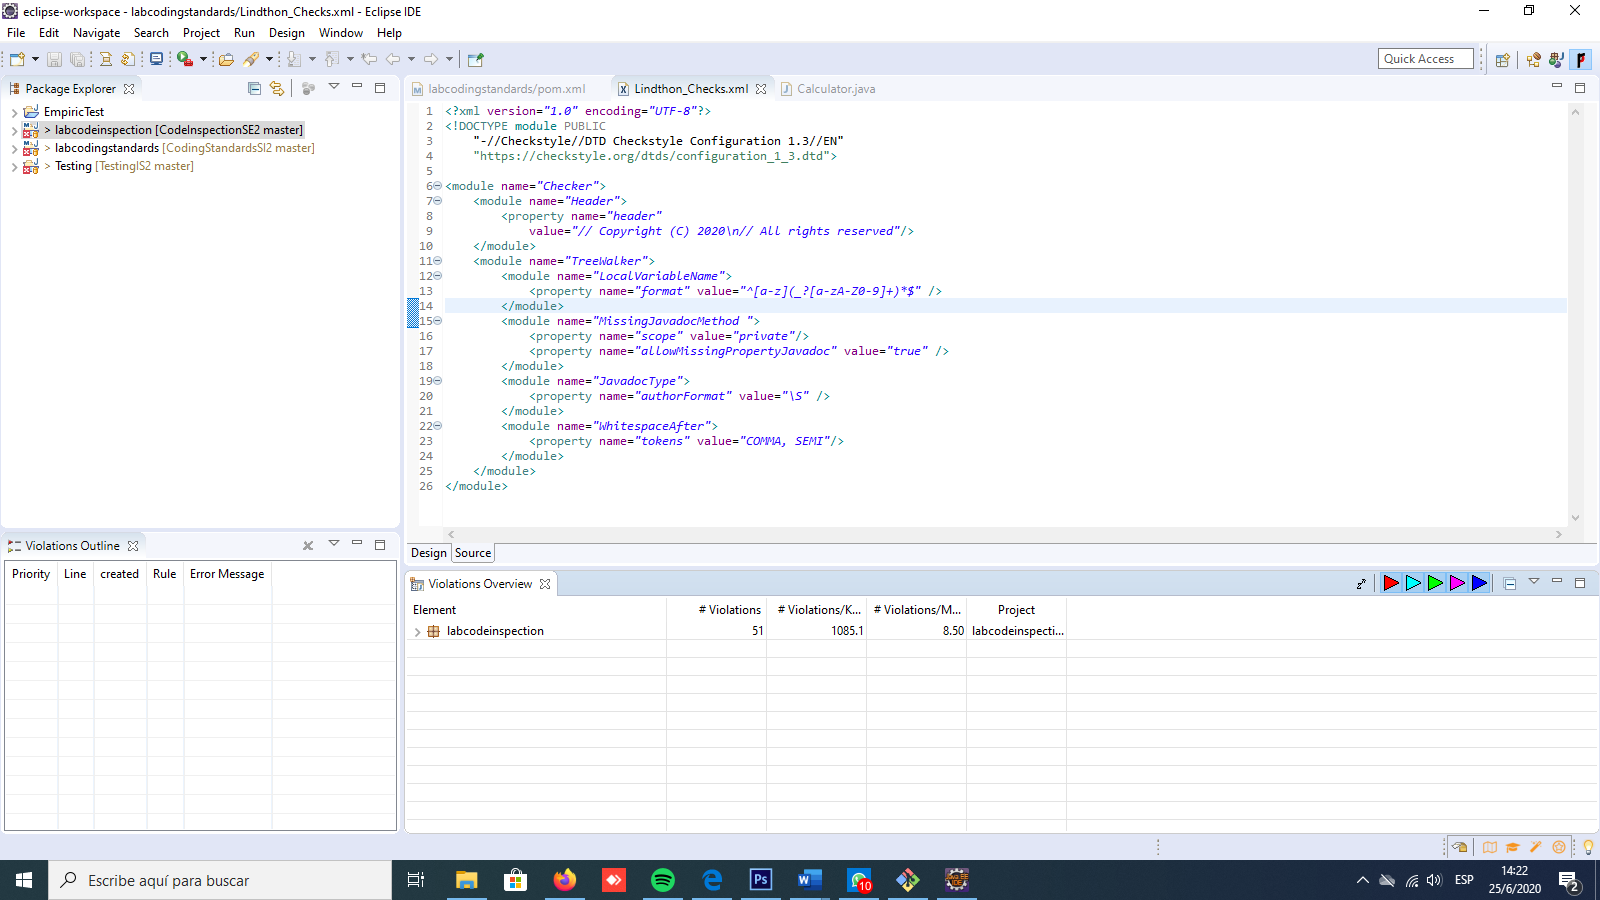 eclipse-workspace - labcodingstandards/Lindthon_Checks.xml - Eclipse IDE
File Edit Navigate Search Project Run Design Window Help
Quick Access
Package Explorer
EmpiricTest
> labcodeinspection [CodeInspectionSE2 master]
> labcodingstandards [CodingStandardsSI2 master]
> Testing [TestingIS2 master]
labcodingstandards/pom.xml Lindthon_Checks.xml Calculator.java
1 <?xml version="1.0" encoding="UTF-8"?>
2 <!DOCTYPE module PUBLIC
3 "-//Checkstyle//DTD Checkstyle Configuration 1.3//EN"
4 "https://checkstyle.org/dtds/configuration_1_3.dtd">
5
6 <module name="Checker">
7 <module name="Header">
8 <property name="header"
9 value="// Copyright (C) 2020\n// All rights reserved"/>
10 </module>
11 <module name="TreeWalker">
12 <module name="LocalVariableName">
13 <property name="format" value="^[a-z](_?[a-zA-Z0-9]+)*$" />
14 </module>
15 <module name="MissingJavadocMethod ">
16 <property name="scope" value="private"/>
17 <property name="allowMissingPropertyJavadoc" value="true" />
18 </module>
19 <module name="JavadocType">
20 <property name="authorFormat" value="\S" />
21 </module>
22 <module name="WhitespaceAfter">
23 <property name="tokens" value="COMMA, SEMI"/>
24 </module>
25 </module>
26 </module>
Design Source
Violations Outline
Priority Line created Rule Error Message
Violations Overview
Element # Violations # Violations/K... # Violations/M... Project
labcodeinspection 51 1085.1 8.50 labcodeinspecti...
Escribe aquí para buscar
Ps
W
10
Java EE
IDE
ESP
14:22
25/6/2020
2